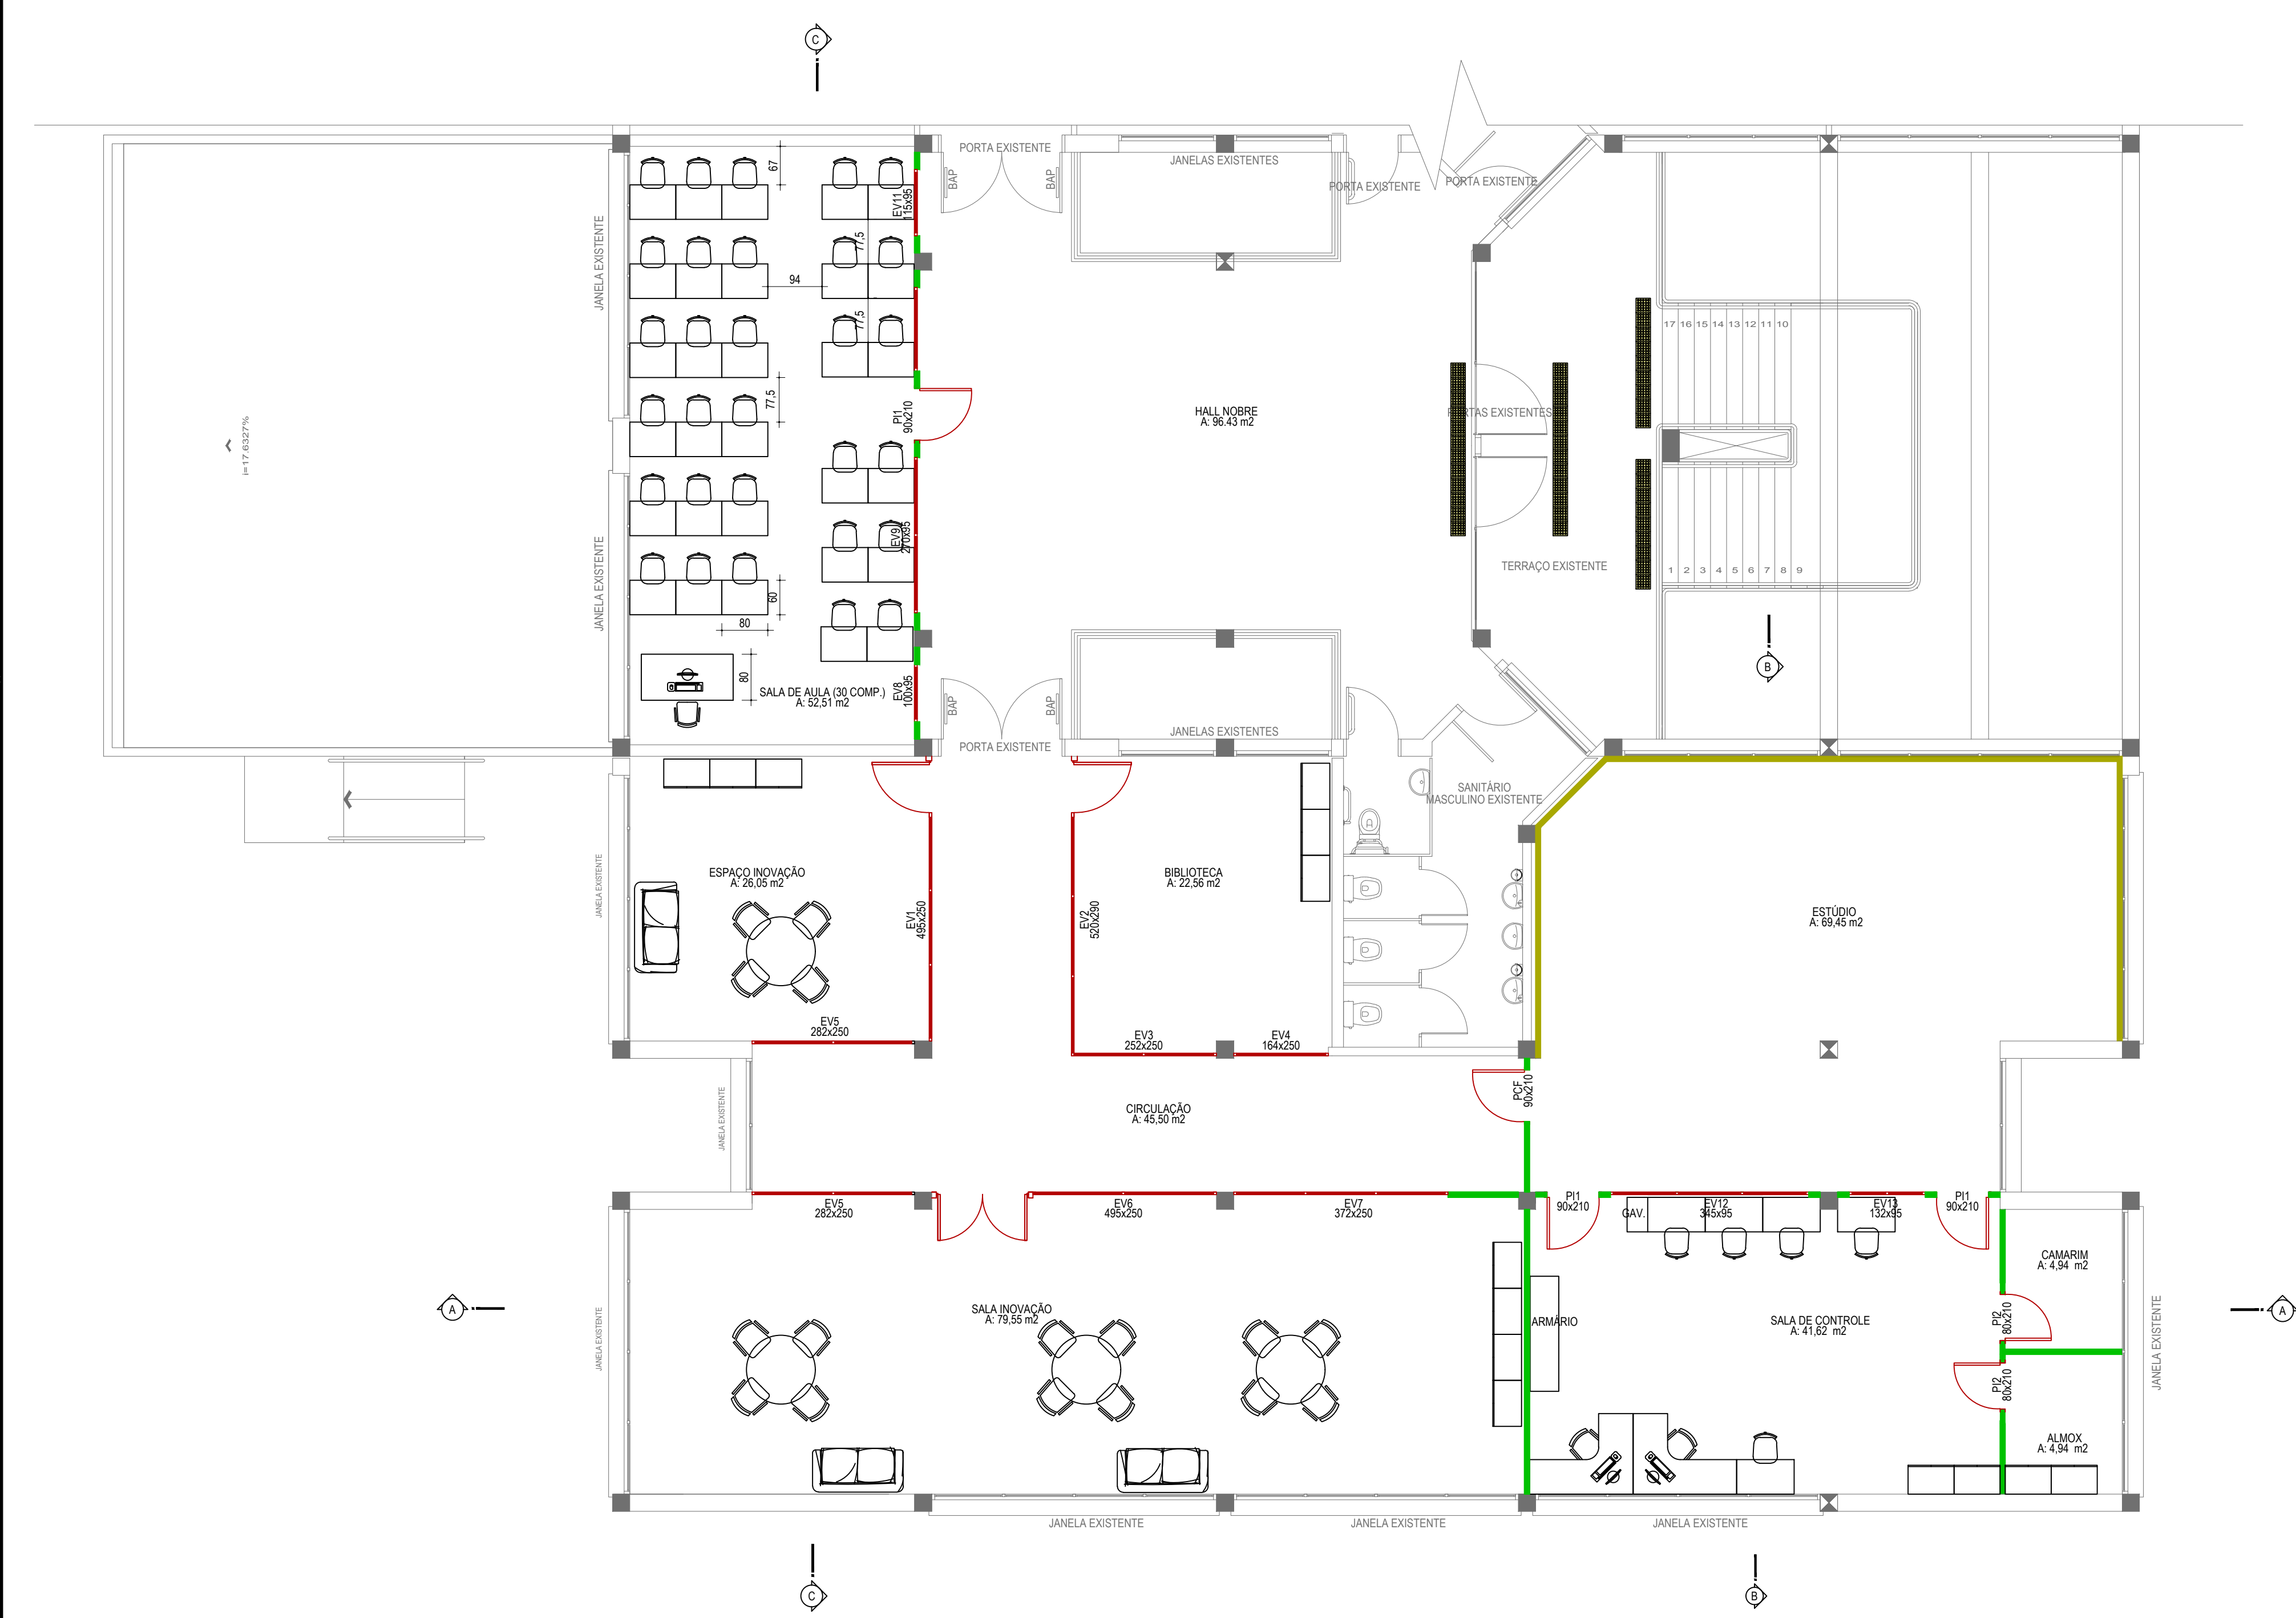 C
PORTA EXISTENTE
BAP
BAP
JANELAS EXISTENTES
PORTA EXISTENTE
PORTA EXISTENTE
67
EV11
115x95
JANELA EXISTENTE
77,5
94
77,5
77,5
17 16 15 14 13 12 11 10
i=17.6327%
PI1
90x210
HALL NOBRE
A: 96.43 m2
PORTAS EXISTENTES
EV9
270x95
JANELA EXISTENTE
TERRAÇO EXISTENTE
1 2 3 4 5 6 7 8 9
60
80
80
SALA DE AULA (30 COMP.)
A: 52,51 m2
EV8
100x95
BAP
BAP
B
PORTA EXISTENTE
JANELAS EXISTENTES
SANITÁRIO
MASCULINO EXISTENTE
JANELA EXISTENTE
ESPAÇO INOVAÇÃO
A: 26,05 m2
BIBLIOTECA
A: 22,56 m2
EV1
495x250
EV2
520x290
ESTÚDIO
A: 69,45 m2
EV5
282x250
EV3
252x250
EV4
164x250
JANELA EXISTENTE
CIRCULAÇÃO
A: 45,50 m2
PCF
90x210
EV5
282x250
EV6
495x250
EV7
372x250
PI1
90x210
GAV.
EV12
345x95
EV13
132x95
PI1
90x210
CAMARIM
A: 4,94 m2
A
A
JANELA EXISTENTE
SALA INOVAÇÃO
A: 79,55 m2
ARMÁRIO
SALA DE CONTROLE
A: 41,62 m2
PI2
80x210
PI2
80x210
JANELA EXISTENTE
ALMOX
A: 4,94 m2
JANELA EXISTENTE
JANELA EXISTENTE
JANELA EXISTENTE
C
B